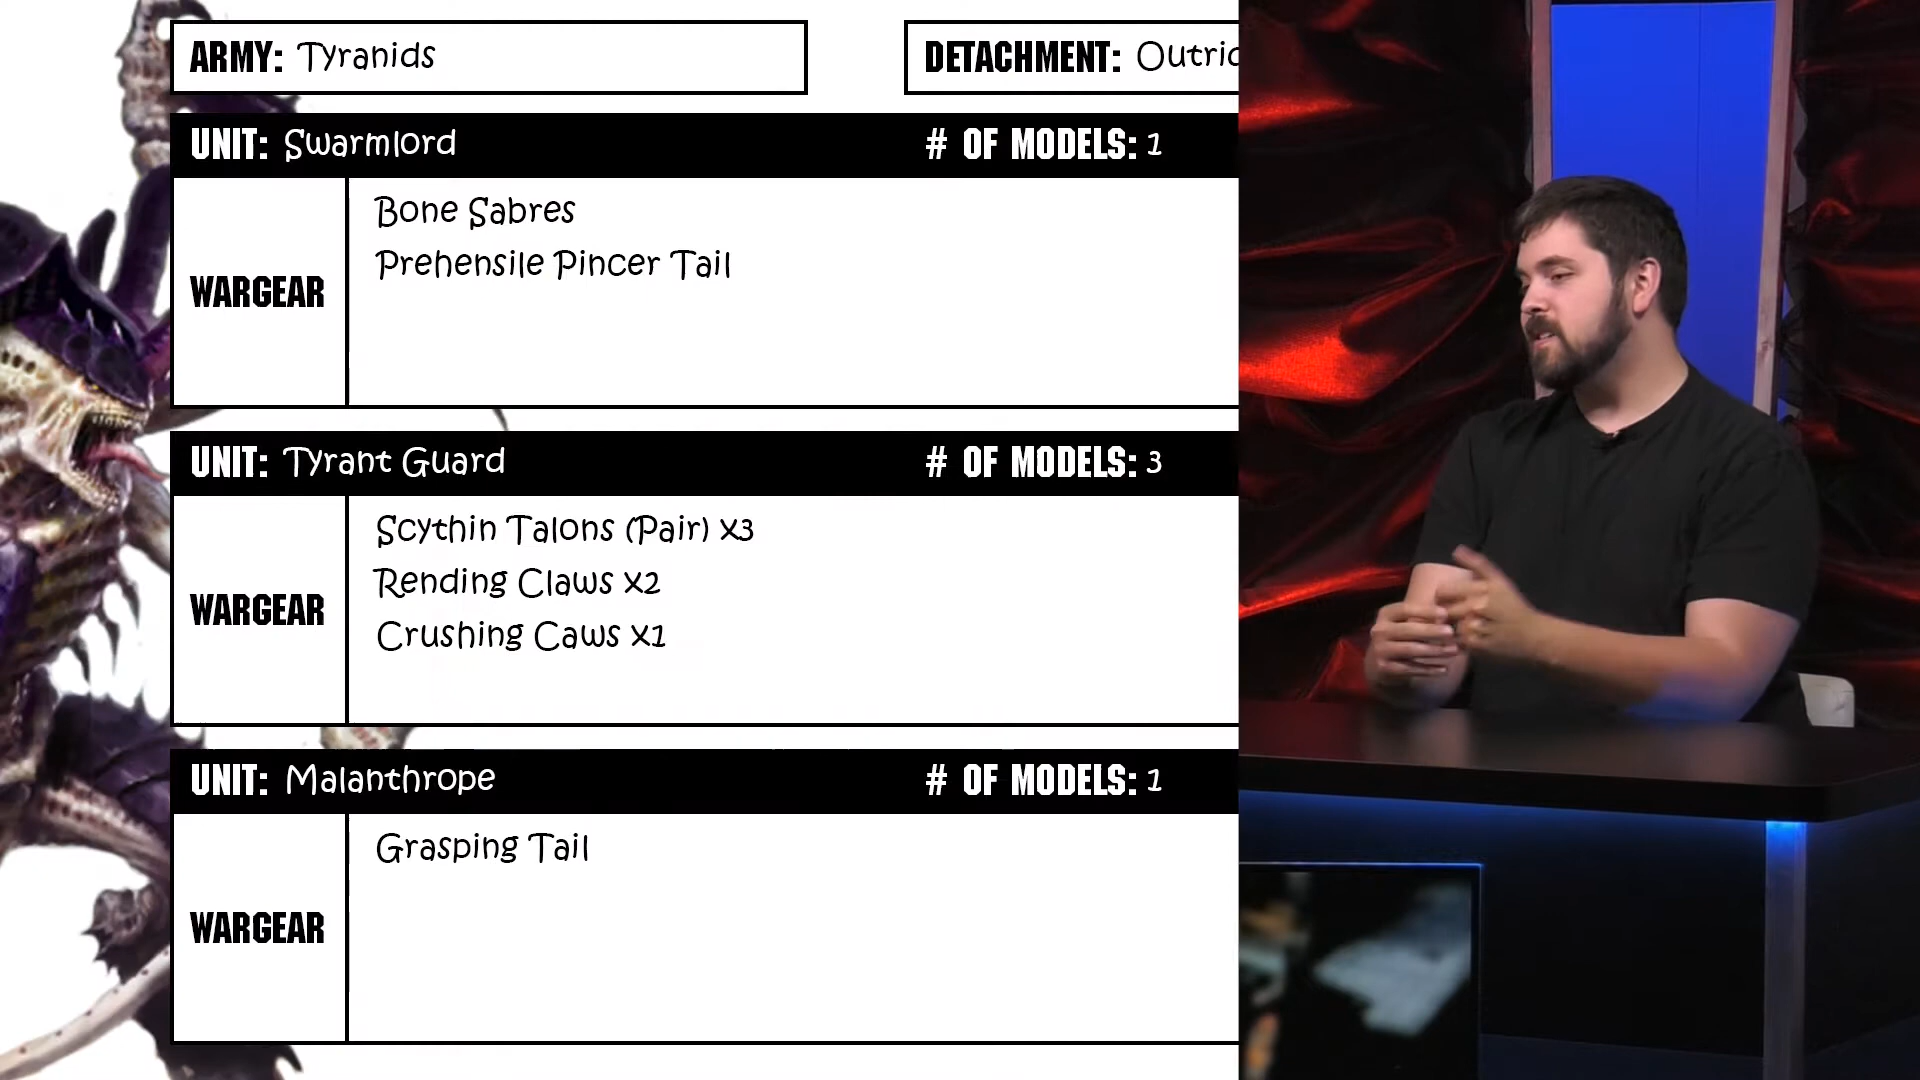 ARMY: Tyranids
DETACHMENT: Outrid
UNIT: Swarmlord
# OF MODELS: 1
WARGEAR
Bone Sabres
Prehensile Pincer Tail
UNIT: Tyrant Guard
# OF MODELS: 3
WARGEAR
Scythin Talons (Pair) x3
Rending Claws x2
Crushing Caws x1
UNIT: Malanthrope
# OF MODELS: 1
WARGEAR
Grasping Tail